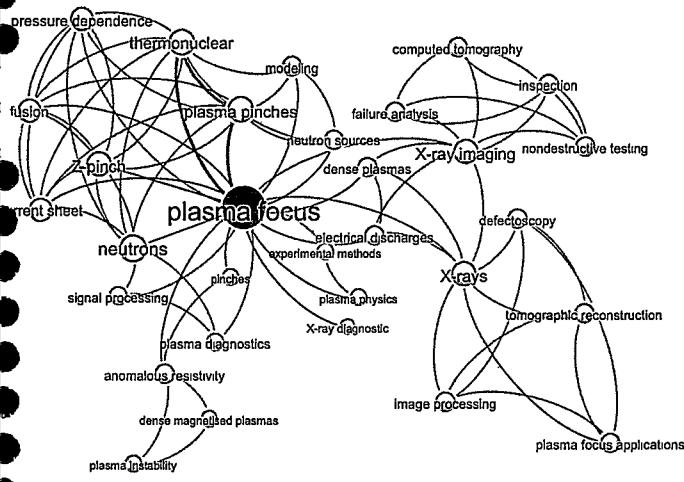 pressure dependence
thermonuclear
modeling
computed tomography
inspection
failure analysis
fusion
plasma pinches
neutron sources
nondestructive testing
X-ray imaging
dense plasmas
Z-pinch
rrent sheet
plasma focus
defectoscopy
electrical discharges
neutrons
experimental methods
X-rays
pinches
signal processing
plasma physics
tomographic reconstruction
X-ray diagnostic
plasma diagnostics
anomalous resistivity
image processing
dense magnetised plasmas
plasma focus applications
plasma instability